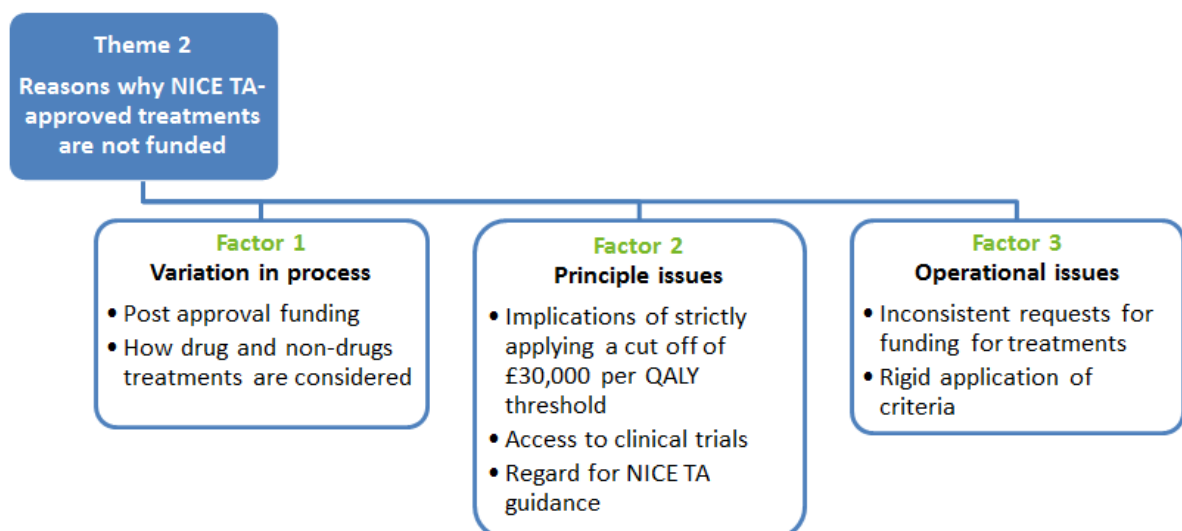 Theme 2
Reasons why NICE TA-
approved treatments
are not funded
Factor 1
Variation in process
• Post approval funding
• How drug and non-drugs
treatments are considered
Factor 2
Principle issues
• Implications of strictly
applying a cut off of
£30,000 per QALY
threshold
• Access to clinical trials
• Regard for NICE TA
guidance
Factor 3
Operational issues
• Inconsistent requests for
funding for treatments
• Rigid application of
criteria